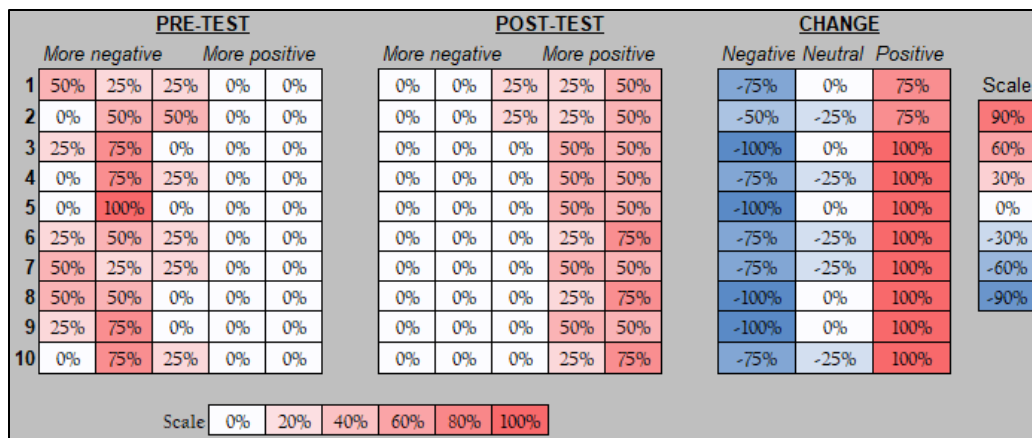 PRE-TEST POST-TEST CHANGE
More negative More positive More negative More positive Negative Neutral Positive
1 50% 25% 25% 0% 0% 0% 0% 25% 25% 50% -75% 0% 75% Scale
2 0% 50% 50% 0% 0% 0% 0% 25% 25% 50% -50% -25% 75% 90%
3 25% 75% 0% 0% 0% 0% 0% 0% 50% 50% -100% 0% 100% 60%
4 0% 75% 25% 0% 0% 0% 0% 0% 50% 50% -75% -25% 100% 30%
5 0% 100% 0% 0% 0% 0% 0% 0% 50% 50% -100% 0% 100% 0%
6 25% 50% 25% 0% 0% 0% 0% 0% 25% 75% -75% -25% 100% -30%
7 50% 25% 25% 0% 0% 0% 0% 0% 50% 50% -75% -25% 100% -60%
8 50% 50% 0% 0% 0% 0% 0% 0% 25% 75% -100% 0% 100% -90%
9 25% 75% 0% 0% 0% 0% 0% 0% 50% 50% -100% 0% 100%
10 0% 75% 25% 0% 0% 0% 0% 0% 25% 75% -75% -25% 100%
Scale 0% 20% 40% 60% 80% 100%